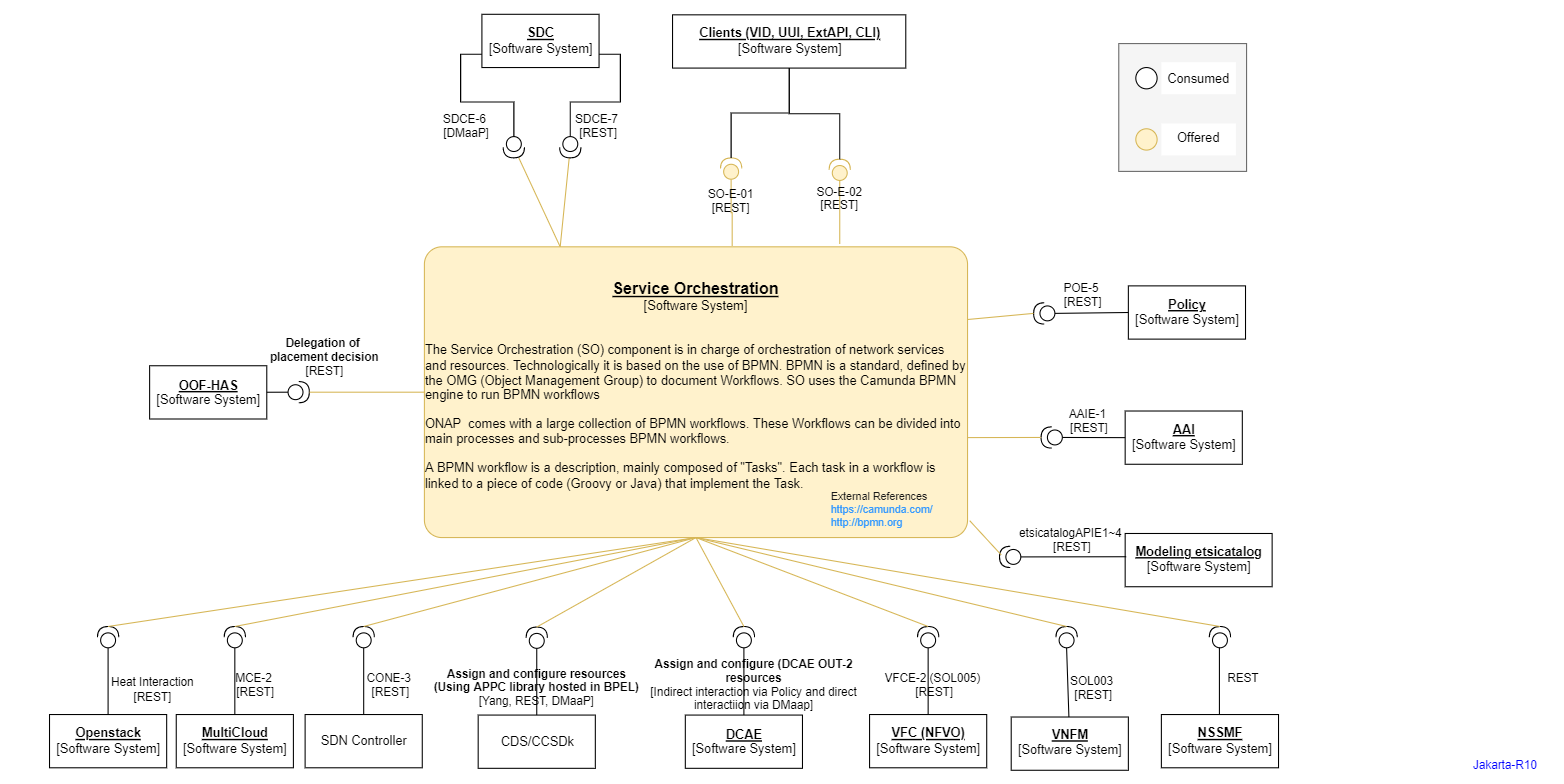 SDC
[Software System]
Clients (VID, UUI, ExtAPI, CLI)
[Software System]
Consumed
Offered
SDCE-6
[DMaaP]
SDCE-7
[REST]
SO-E-01
[REST]
SO-E-02
[REST]
Service Orchestration
[Software System]
The Service Orchestration (SO) component is in charge of orchestration of network services
and resources. Technologically it is based on the use of BPMN. BPMN is a standard, defined by
the OMG (Object Management Group) to document Workflows. SO uses the Camunda BPMN
engine to run BPMN workflows
ONAP comes with a large collection of BPMN workflows. These Workflows can be divided into
main processes and sub-processes BPMN workflows.
A BPMN workflow is a description, mainly composed of "Tasks". Each task in a workflow is
linked to a piece of code (Groovy or Java) that implement the Task.
External References
https://camunda.com/
http://bpmn.org
Delegation of
placement decision
[REST]
OOF-HAS
[Software System]
POE-5
[REST]
Policy
[Software System]
AAIE-1
[REST]
AAI
[Software System]
etsicatalogAPIE1~4
[REST]
Modeling etsicatalog
[Software System]
Heat Interaction
[REST]
Openstack
[Software System]
MCE-2
[REST]
MultiCloud
[Software System]
CONE-3
[REST]
SDN Controller
Assign and configure resources
(Using APPC library hosted in BPEL)
[Yang, REST, DMaaP]
CDS/CCSDk
Assign and configure (DCAE OUT-2
resources
[Indirect interaction via Policy and direct
interactiion via DMaap]
DCAE
[Software System]
VFCE-2 (SOL005)
[REST]
VFC (NFVO)
[Software System]
SOL003
[REST]
VNFM
[Software System]
REST
NSSMF
[Software System]
Jakarta-R10